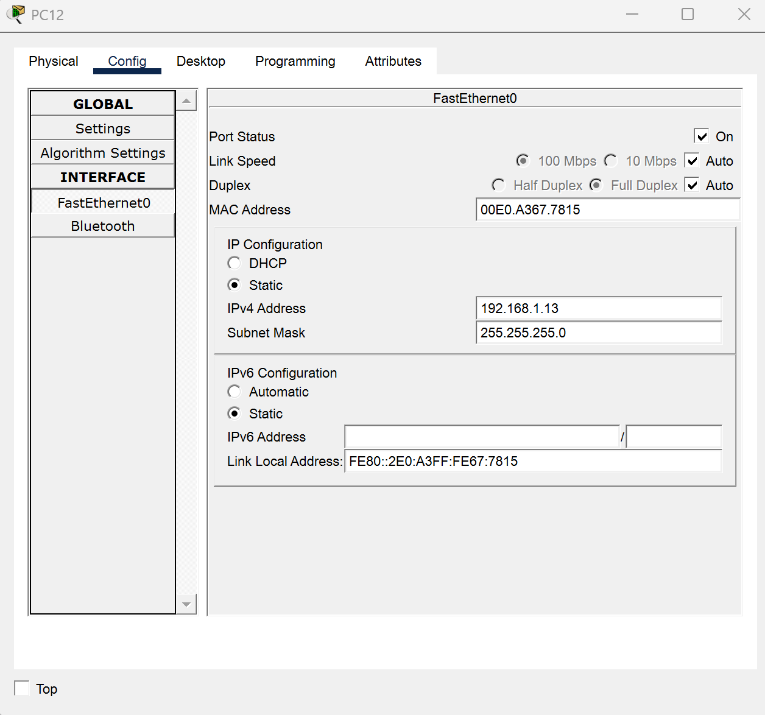 PC12
Physical Config Desktop Programming Attributes
GLOBAL
Settings
Algorithm Settings
INTERFACE
FastEthernet0
Bluetooth
FastEthernet0
Port Status On
Link Speed 100 Mbps 10 Mbps Auto
Duplex Half Duplex Full Duplex Auto
MAC Address 00E0.A367.7815
IP Configuration
DHCP
Static
IPv4 Address 192.168.1.13
Subnet Mask 255.255.255.0
IPv6 Configuration
Automatic
Static
IPv6 Address /
Link Local Address: FE80::2E0:A3FF:FE67:7815
Top